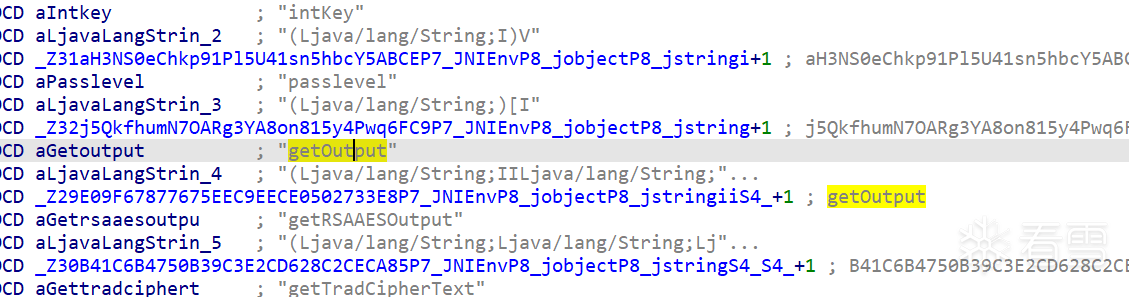 DCD aIntkey ; "intKey"
DCD aLjavaLangStrin_2 ; "(Ljava/lang/String;I)V"
DCD _Z31aH3NS0eChkp91Pl5U41sn5hbcY5ABCEP7_JNIEnvP8_jobjectP8_jstringi+1 ; aH3NS0eChkp91Pl5U41sn5hbcY5ABC
DCD aPasslevel ; "passlevel"
DCD aLjavaLangStrin_3 ; "(Ljava/lang/String;)[I"
DCD _Z32j5QkfhumN7OARg3YA8on815y4Pwq6FC9P7_JNIEnvP8_jobjectP8_jstring+1 ; j5QkfhumN7OARg3YA8on815y4Pwq6F
DCD aGetoutput ; "getOutput"
DCD aLjavaLangStrin_4 ; "(Ljava/lang/String;IILjava/lang/String;"...
DCD _Z29E09F67877675EEC9EECE0502733E8P7_JNIEnvP8_jobjectP8_jstringiiS4_+1 ; getOutput
DCD aGetrsaaesoutpu ; "getRSAAESOutput"
DCD aLjavaLangStrin_5 ; "(Ljava/lang/String;Ljava/lang/String;Lj"...
DCD _Z30B41C6B4750B39C3E2CD628C2CECA85P7_JNIEnvP8_jobjectP8_jstringS4_S4_+1 ; B41C6B4750B39C3E2CD628C2CE
DCD aGettradciphert ; "getTradCipherText"
看雪